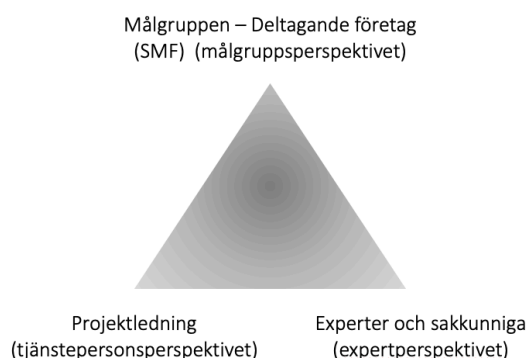 Målgruppen – Deltagande företag
(SMF) (målgruppsperspektivet)
Projektledning
(tjänstepersonsperspektivet)
Experter och sakkunniga
(expertperspektivet)